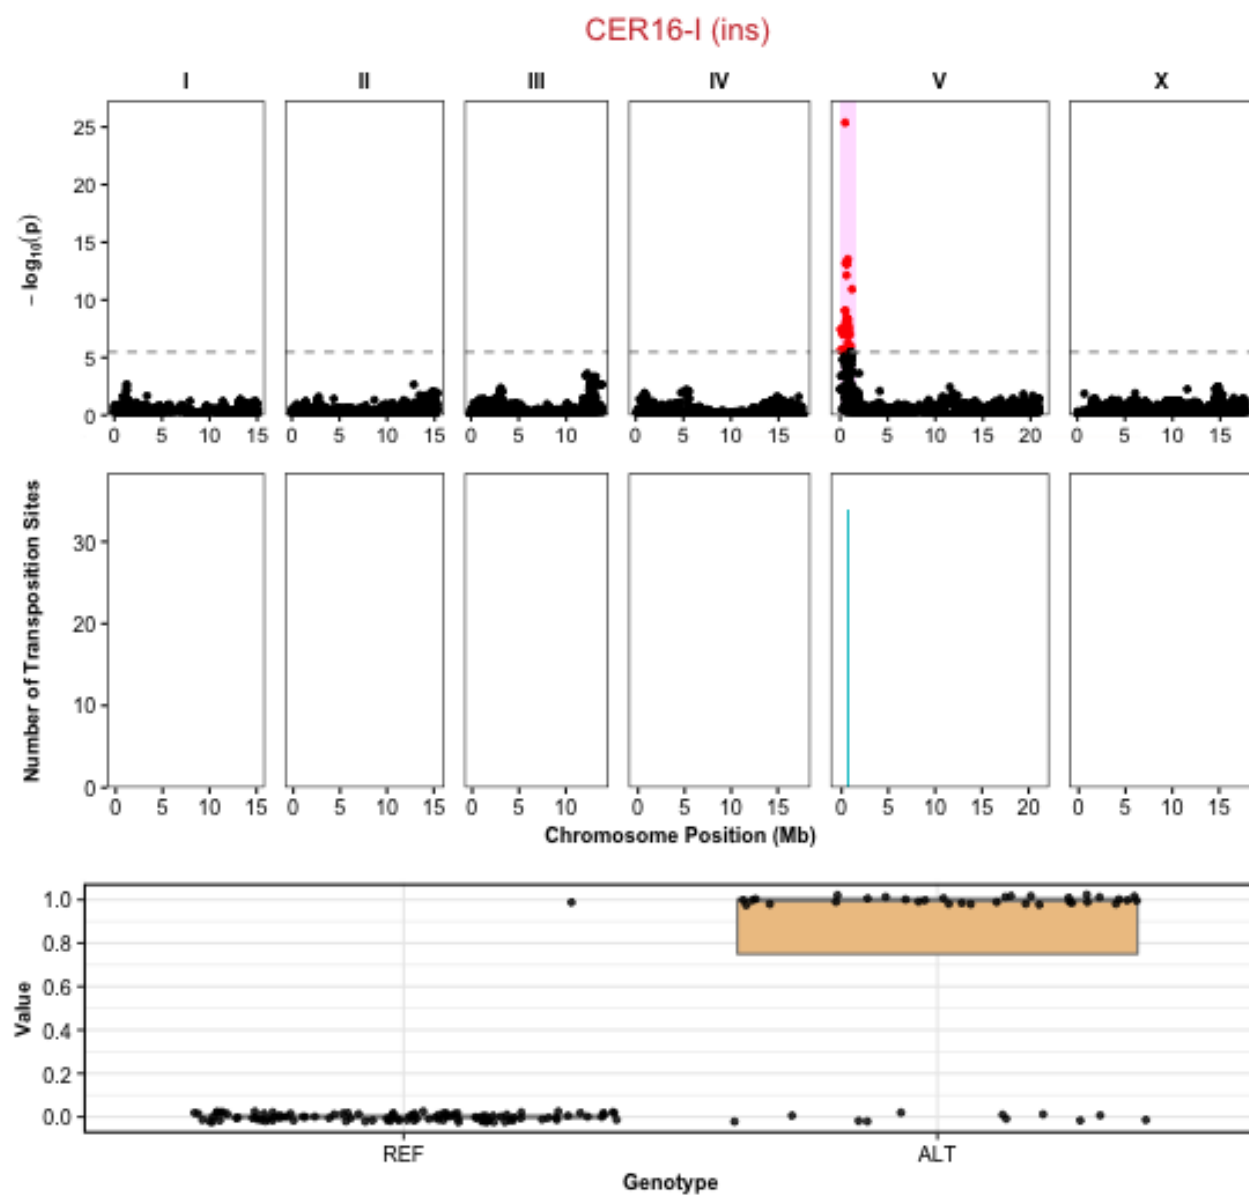 CER16-I (ins)
I II III IV V X
− log₁₀(p)
25
20
15
10
5
0
0 5 10 15 0 5 10 15 0 5 10 0 5 10 15 0 5 10 15 20 0 5 10 15
Number of Transposition Sites
30
20
10
0
0 5 10 15 0 5 10 15 0 5 10 0 5 10 15 0 5 10 15 20 0 5 10 15
Chromosome Position (Mb)
Value
1.0
0.8
0.6
0.4
0.2
0.0
REF ALT
Genotype